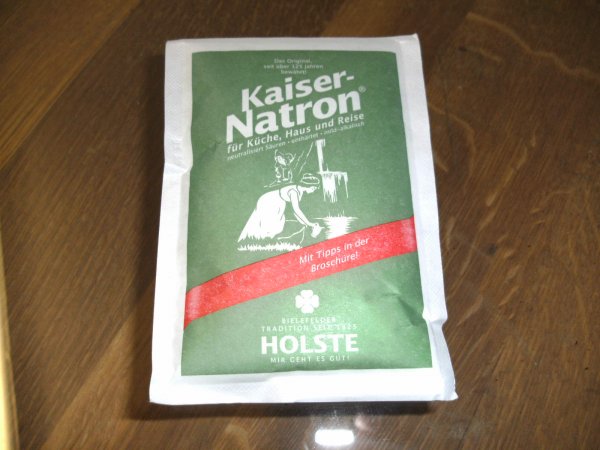 Der Original,
seit über 125 Jahren
bewährt!
Kaiser-
Natron®
für Küche, Haus und Reise
neutralisiert Säuren · enthärtet · mild-alkalisch
Mit Tipps in der
Broschüre!
BIELEFELDER
TRADITION SEIT 1825
HOLSTE
MIR GEHT ES GUT!